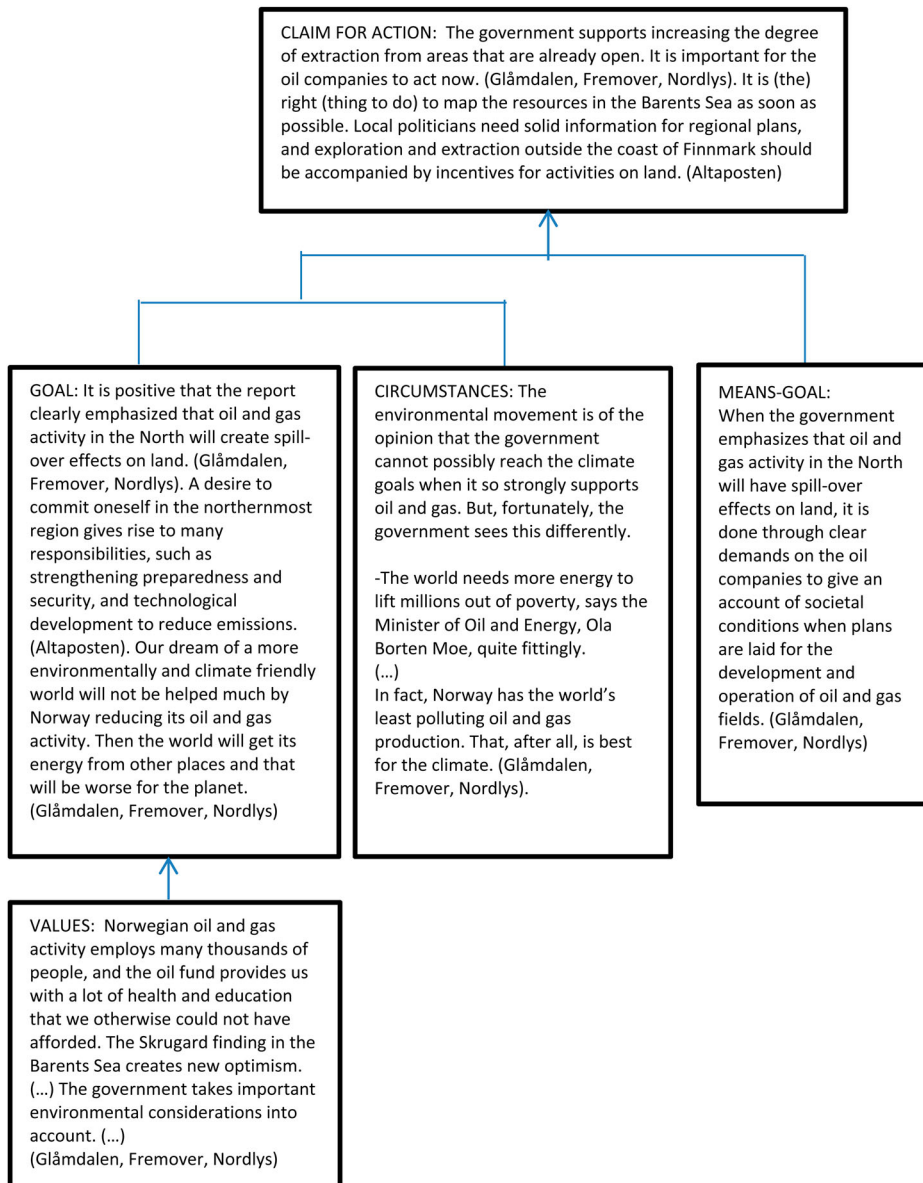 CLAIM FOR ACTION:  The government supports increasing the degree
of extraction from areas that are already open. It is important for the
oil companies to act now. (Glåmdalen, Fremover, Nordlys). It is (the)
right (thing to do) to map the resources in the Barents Sea as soon as
possible. Local politicians need solid information for regional plans,
and exploration and extraction outside the coast of Finnmark should
be accompanied by incentives for activities on land. (Altaposten)
GOAL: It is positive that the report
clearly emphasized that oil and gas
activity in the North will create spill-
over effects on land. (Glåmdalen,
Fremover, Nordlys). A desire to
commit oneself in the northernmost
region gives rise to many
responsibilities, such as
strengthening preparedness and
security, and technological
development to reduce emissions.
(Altaposten). Our dream of a more
environmentally and climate friendly
world will not be helped much by
Norway reducing its oil and gas
activity. Then the world will get its
energy from other places and that
will be worse for the planet.
(Glåmdalen, Fremover, Nordlys)
CIRCUMSTANCES: The
environmental movement is of the
opinion that the government
cannot possibly reach the climate
goals when it so strongly supports
oil and gas. But, fortunately, the
government sees this differently.
-The world needs more energy to
lift millions out of poverty, says the
Minister of Oil and Energy, Ola
Borten Moe, quite fittingly.
(…)
In fact, Norway has the world’s
least polluting oil and gas
production. That, after all, is best
for the climate. (Glåmdalen,
Fremover, Nordlys).
MEANS-GOAL:
When the government
emphasizes that oil and
gas activity in the North
will have spill-over
effects on land, it is
done through clear
demands on the oil
companies to give an
account of societal
conditions when plans
are laid for the
development and
operation of oil and gas
fields. (Glåmdalen,
Fremover, Nordlys)
VALUES:  Norwegian oil and gas
activity employs many thousands of
people, and the oil fund provides us
with a lot of health and education
that we otherwise could not have
afforded. The Skrugard finding in the
Barents Sea creates new optimism.
(…) The government takes important
environmental considerations into
account. (…)
(Glåmdalen, Fremover, Nordlys)